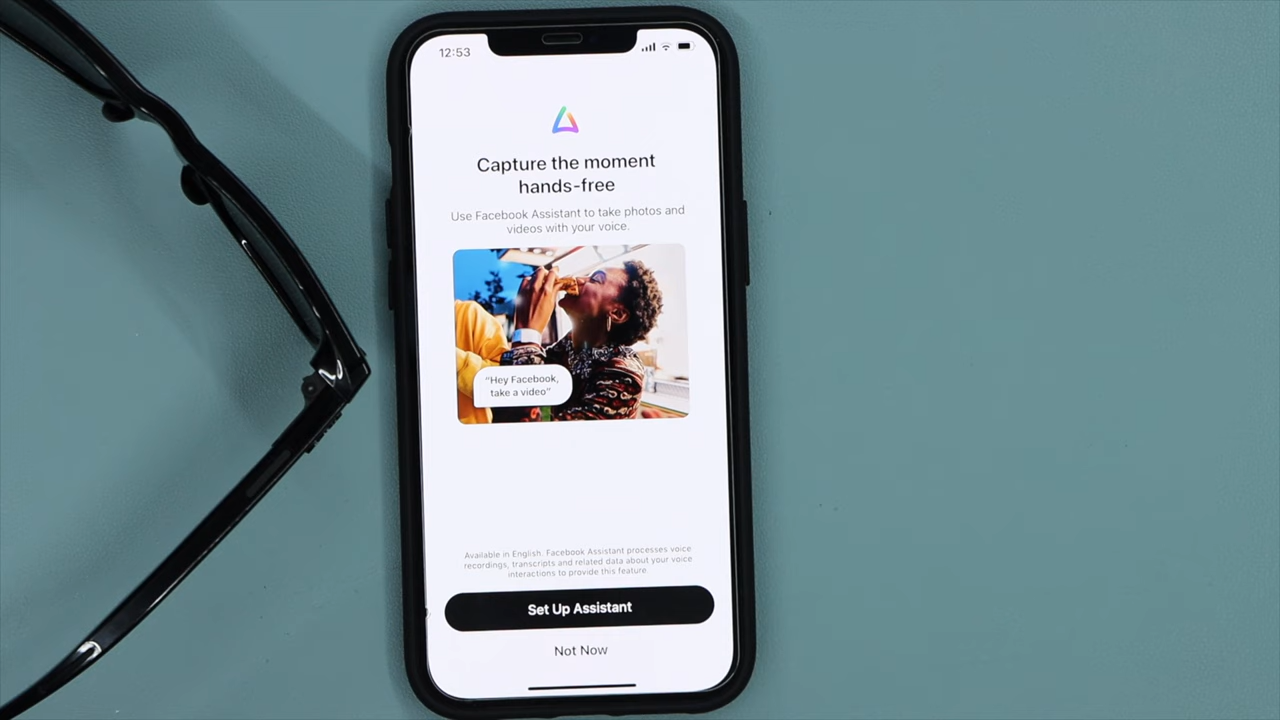 12:53
Capture the moment
hands-free
Use Facebook Assistant to take photos and
videos with your voice.
"Hey Facebook,
take a video"
Available in English. Facebook Assistant processes voice
recordings, transcripts and related data about your voice
interactions to provide this feature.
Set Up Assistant
Not Now